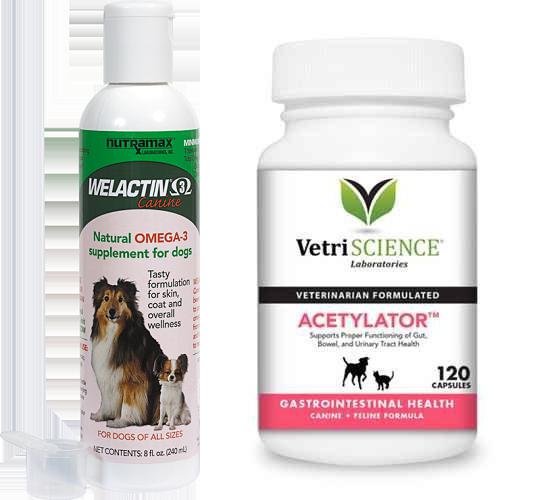 nutramax
LABORATORIES, INC.
WELACTIN 3
Canine
Natural OMEGA-3
supplement for dogs
Tasty
formulation
for skin,
coat and
overall
wellness
FOR DOGS OF ALL SIZES
NET CONTENTS: 8 fl. oz. (240 mL)
VetriSCIENCE®
Laboratories
VETERINARIAN FORMULATED
ACETYLATOR™
Supports Proper Functioning of Gut,
Bowel, and Urinary Tract Health
120
CAPSULES
GASTROINTESTINAL HEALTH
CANINE + FELINE FORMULA